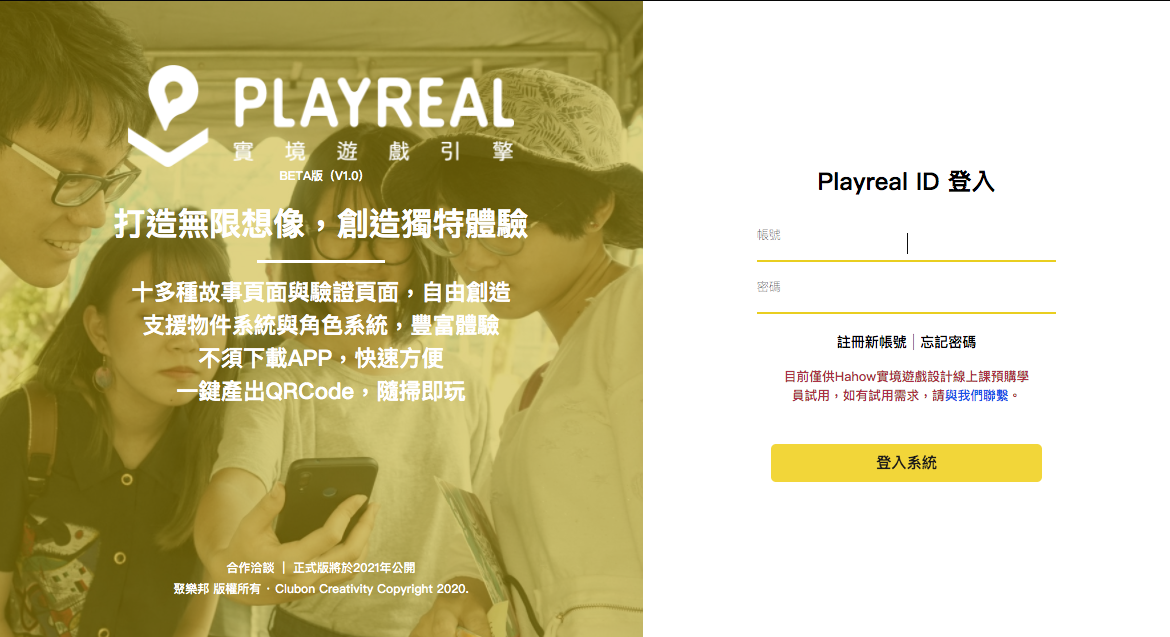 PLAYREAL
實境遊戲引擎
BETA版（V1.0）
打造無限想像，創造獨特體驗
十多種故事頁面與驗證頁面，自由創造
支援物件系統與角色系統，豐富體驗
不須下載APP，快速方便
一鍵產出QRCode，隨掃即玩
合作洽談 ｜ 正式版將於2021年公開
聚樂邦 版權所有．Clubon Creativity Copyright 2020.
Playreal ID 登入
帳號
密碼
註冊新帳號｜忘記密碼
目前僅供Hahow實境遊戲設計線上課預購學
員試用，如有試用需求，請與我們聯繫。
登入系統